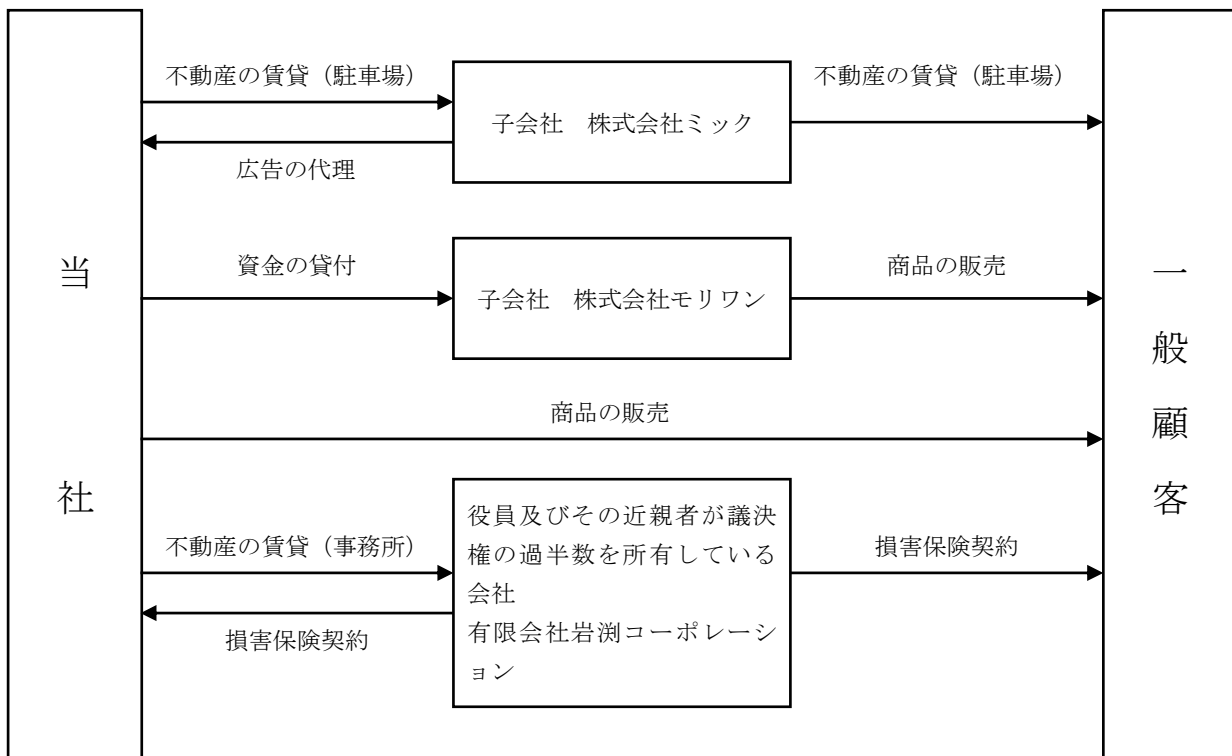 当社
不動産の賃貸（駐車場）
広告の代理
子会社　株式会社ミック
不動産の賃貸（駐車場）
資金の貸付
子会社　株式会社モリワン
商品の販売
商品の販売
不動産の賃貸（事務所）
損害保険契約
役員及びその近親者が議決
権の過半数を所有している
会社
有限会社岩渕コーポレーシ
ョン
損害保険契約
一般顧客